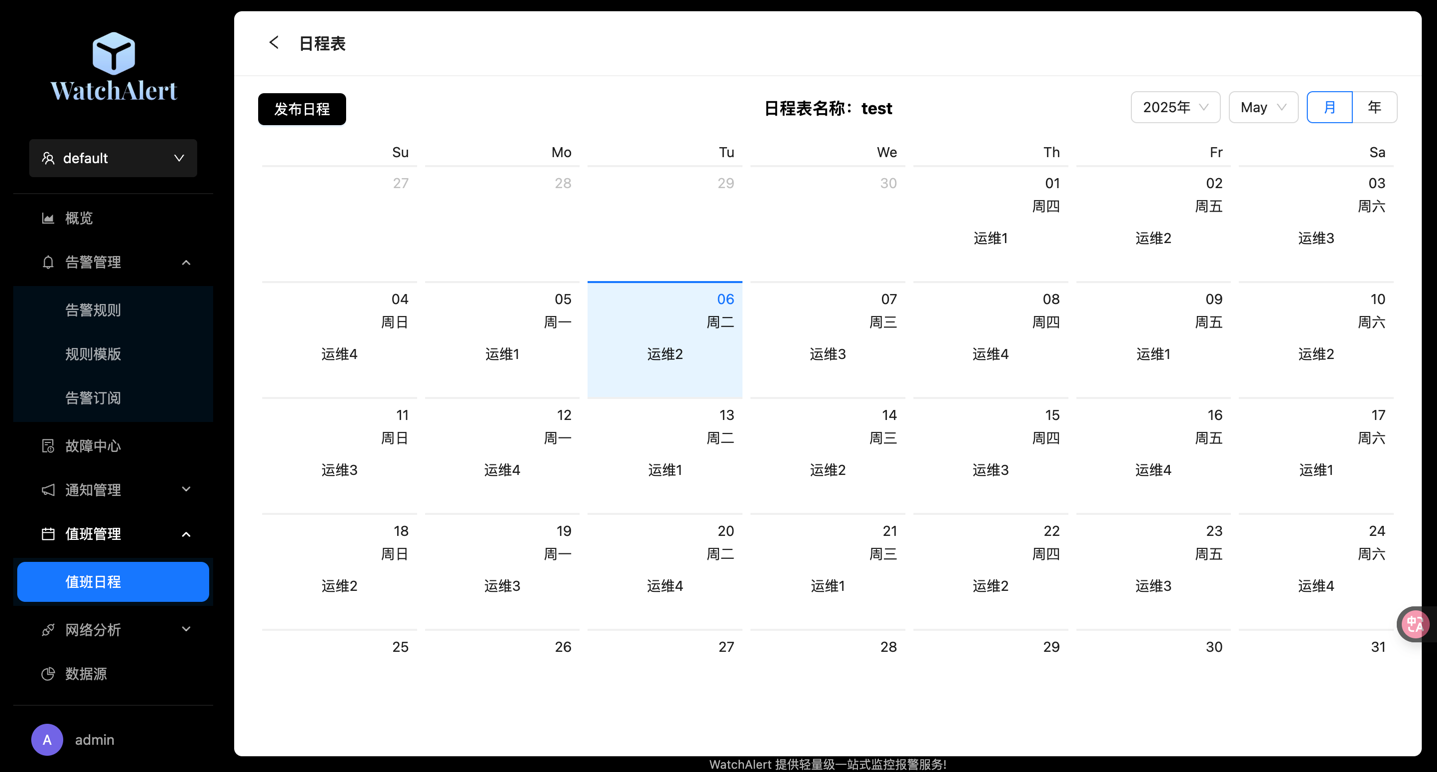 WatchAlert
default
概览
告警管理
告警规则
规则模版
告警订阅
故障中心
通知管理
值班管理
值班日程
网络分析
数据源
A admin
日程表
发布日程 日程表名称：test 2025年 May 月 年
Su Mo Tu We Th Fr Sa
27 28 29 30 01 02 03
周四 周五 周六
运维1 运维2 运维3
04 05 06 07 08 09 10
周日 周一 周二 周三 周四 周五 周六
运维4 运维1 运维2 运维3 运维4 运维1 运维2
11 12 13 14 15 16 17
周日 周一 周二 周三 周四 周五 周六
运维3 运维4 运维1 运维2 运维3 运维4 运维1
18 19 20 21 22 23 24
周日 周一 周二 周三 周四 周五 周六
运维2 运维3 运维4 运维1 运维2 运维3 运维4
25 26 27 28 29 30 31
中
A
WatchAlert 提供轻量级一站式监控报警服务!